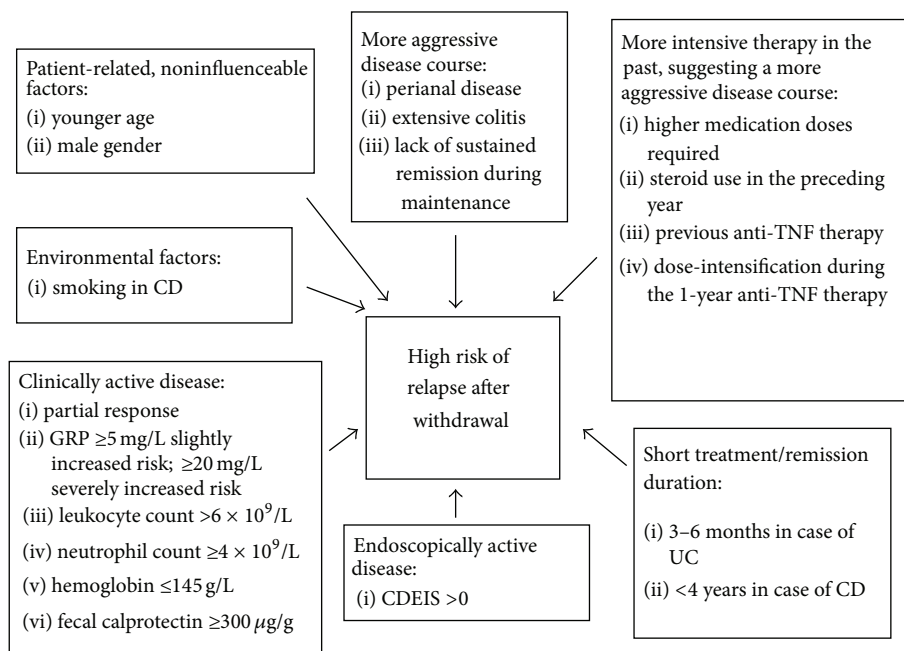 Patient-related, noninfluenceable
factors:
(i) younger age
(ii) male gender
More aggressive
disease course:
(i) perianal disease
(ii) extensive colitis
(iii) lack of sustained
remission during
maintenance
More intensive therapy in the
past, suggesting a more
aggressive disease course:
(i) higher medication doses
required
(ii) steroid use in the preceding
year
(iii) previous anti-TNF therapy
(iv) dose-intensification during
the 1-year anti-TNF therapy
Environmental factors:
(i) smoking in CD
High risk of
relapse after
withdrawal
Clinically active disease:
(i) partial response
(ii) GRP ≥5 mg/L slightly
increased risk; ≥20 mg/L
severely increased risk
(iii) leukocyte count >6 × 10⁹/L
(iv) neutrophil count ≥4 × 10⁹/L
(v) hemoglobin ≤145 g/L
(vi) fecal calprotectin ≥300 μg/g
Endoscopically active
disease:
(i) CDEIS >0
Short treatment/remission
duration:
(i) 3–6 months in case of
UC
(ii) <4 years in case of CD